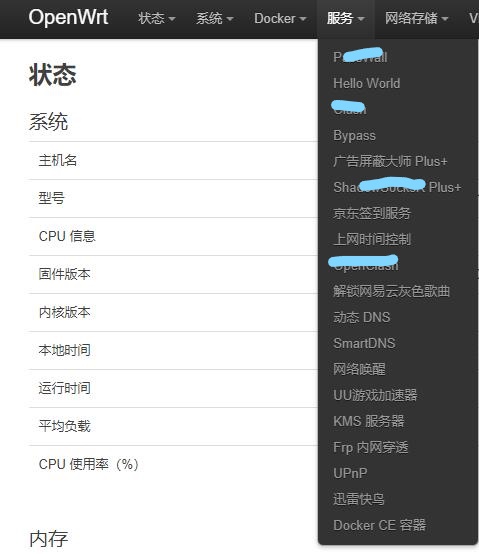 OpenWrt 状态 系统 Docker 服务 网络存储 V
状态
系统
主机名
型号
CPU 信息
固件版本
内核版本
本地时间
运行时间
平均负载
CPU 使用率（%）
内存
Hello World
Bypass
广告屏蔽大师 Plus+
Plus+
京东签到服务
上网时间控制
OpenClash
解锁网易云灰色歌曲
动态 DNS
SmartDNS
网络唤醒
UU游戏加速器
KMS 服务器
Frp 内网穿透
UPnP
迅雷快鸟
Docker CE 容器